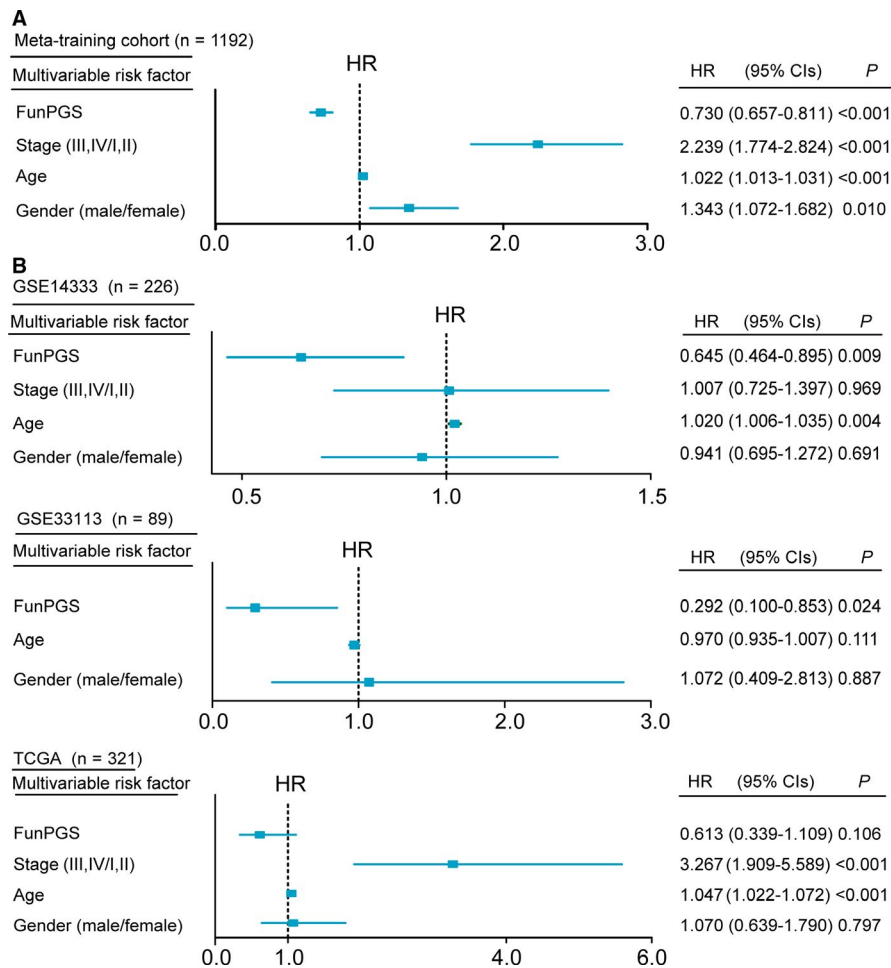 A
Meta-training cohort (n = 1192)
HR
Multivariable risk factor HR (95% CIs) P
FunPGS 0.730 (0.657-0.811) <0.001
Stage (III,IV/I,II) 2.239 (1.774-2.824) <0.001
Age 1.022 (1.013-1.031) <0.001
Gender (male/female) 1.343 (1.072-1.682) 0.010
0.0 1.0 2.0 3.0
B
GSE14333 (n = 226)
HR
Multivariable risk factor HR (95% CIs) P
FunPGS 0.645 (0.464-0.895) 0.009
Stage (III,IV/I,II) 1.007 (0.725-1.397) 0.969
Age 1.020 (1.006-1.035) 0.004
Gender (male/female) 0.941 (0.695-1.272) 0.691
0.5 1.0 1.5
GSE33113 (n = 89)
HR
Multivariable risk factor HR (95% CIs) P
FunPGS 0.292 (0.100-0.853) 0.024
Age 0.970 (0.935-1.007) 0.111
Gender (male/female) 1.072 (0.409-2.813) 0.887
0.0 1.0 2.0 3.0
TCGA (n = 321)
HR
Multivariable risk factor HR (95% CIs) P
FunPGS 0.613 (0.339-1.109) 0.106
Stage (III,IV/I,II) 3.267 (1.909-5.589) <0.001
Age 1.047 (1.022-1.072) <0.001
Gender (male/female) 1.070 (0.639-1.790) 0.797
0.0 1.0 4.0 6.0